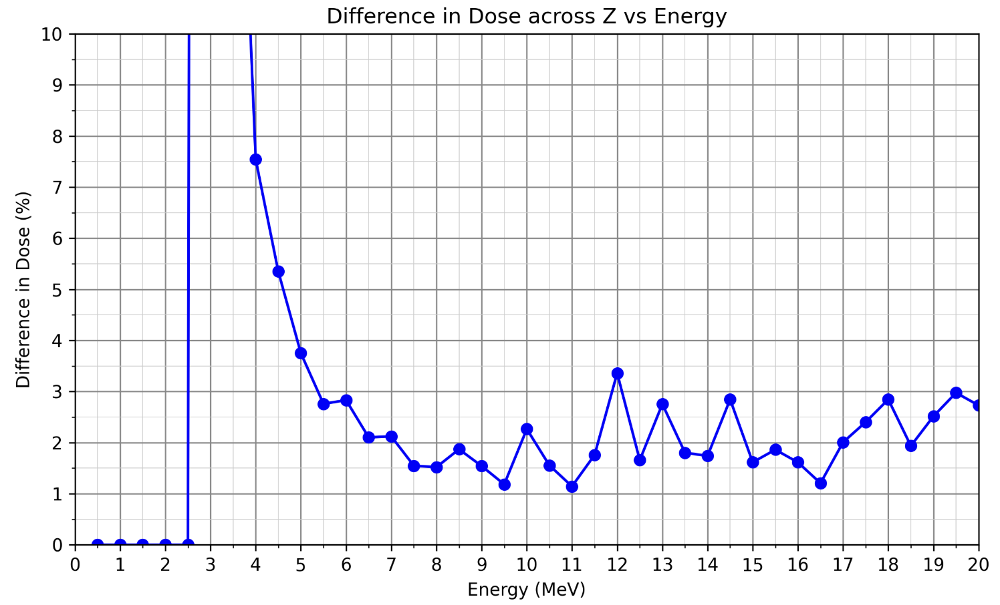 Difference in Dose across Z vs Energy
10
9
8
7
6
5
4
3
2
1
0
Difference in Dose (%)
0 1 2 3 4 5 6 7 8 9 10 11 12 13 14 15 16 17 18 19 20
Energy (MeV)